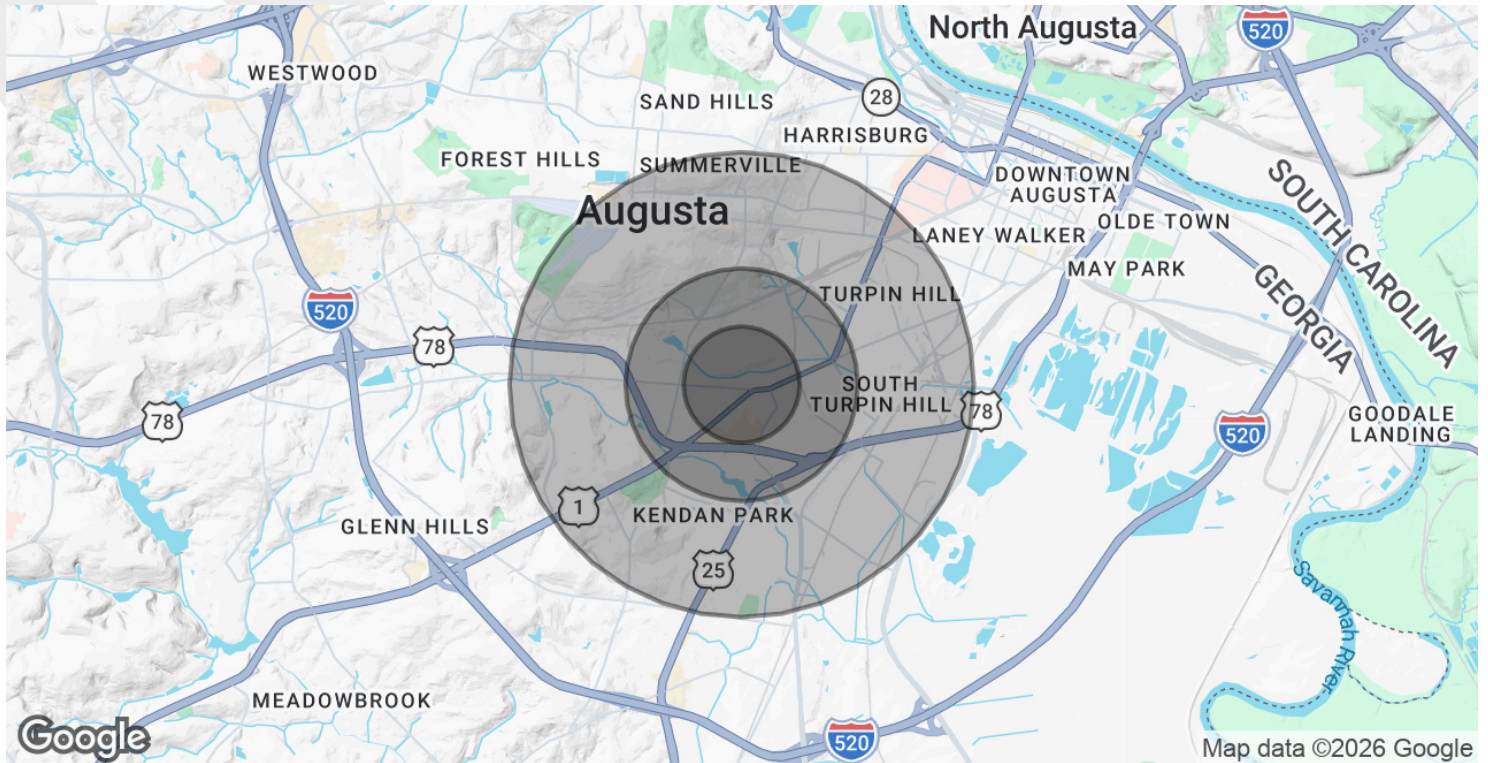 North Augusta
520
WESTWOOD
SAND HILLS
28
HARRISBURG
FOREST HILLS
SUMMERVILLE
DOWNTOWN
AUGUSTA
SOUTH CAROLINA
Augusta
OLDE TOWN
LANEY WALKER
MAY PARK
TURPIN HILL
GEORGIA
520
78
78
SOUTH
TURPIN HILL
78
520
GOODALE
LANDING
1
KENDAN PARK
GLENN HILLS
25
Savannah River
MEADOWBROOK
520
Google
Map data ©2026 Google